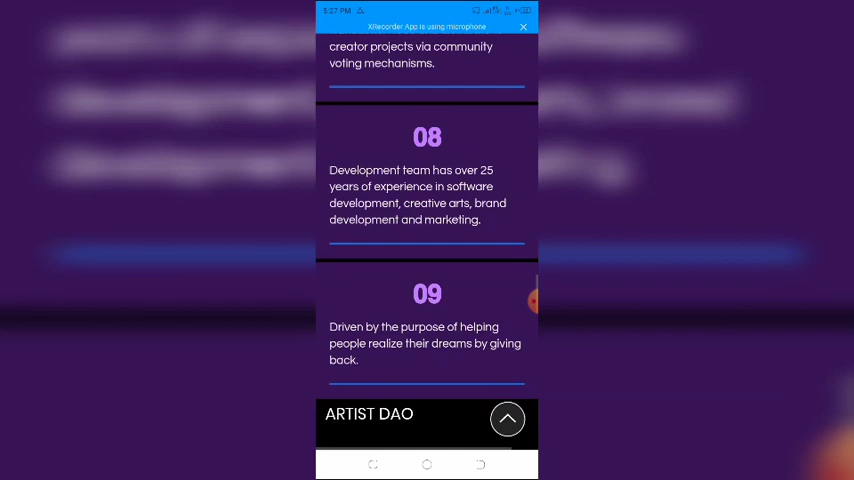 5:27 PM
XRecorder App is using microphone
creator projects via community
voting mechanisms.
08
Development team has over 25
years of experience in software
development, creative arts, brand
development and marketing.
09
Driven by the purpose of helping
people realize their dreams by giving
back.
ARTIST DAO